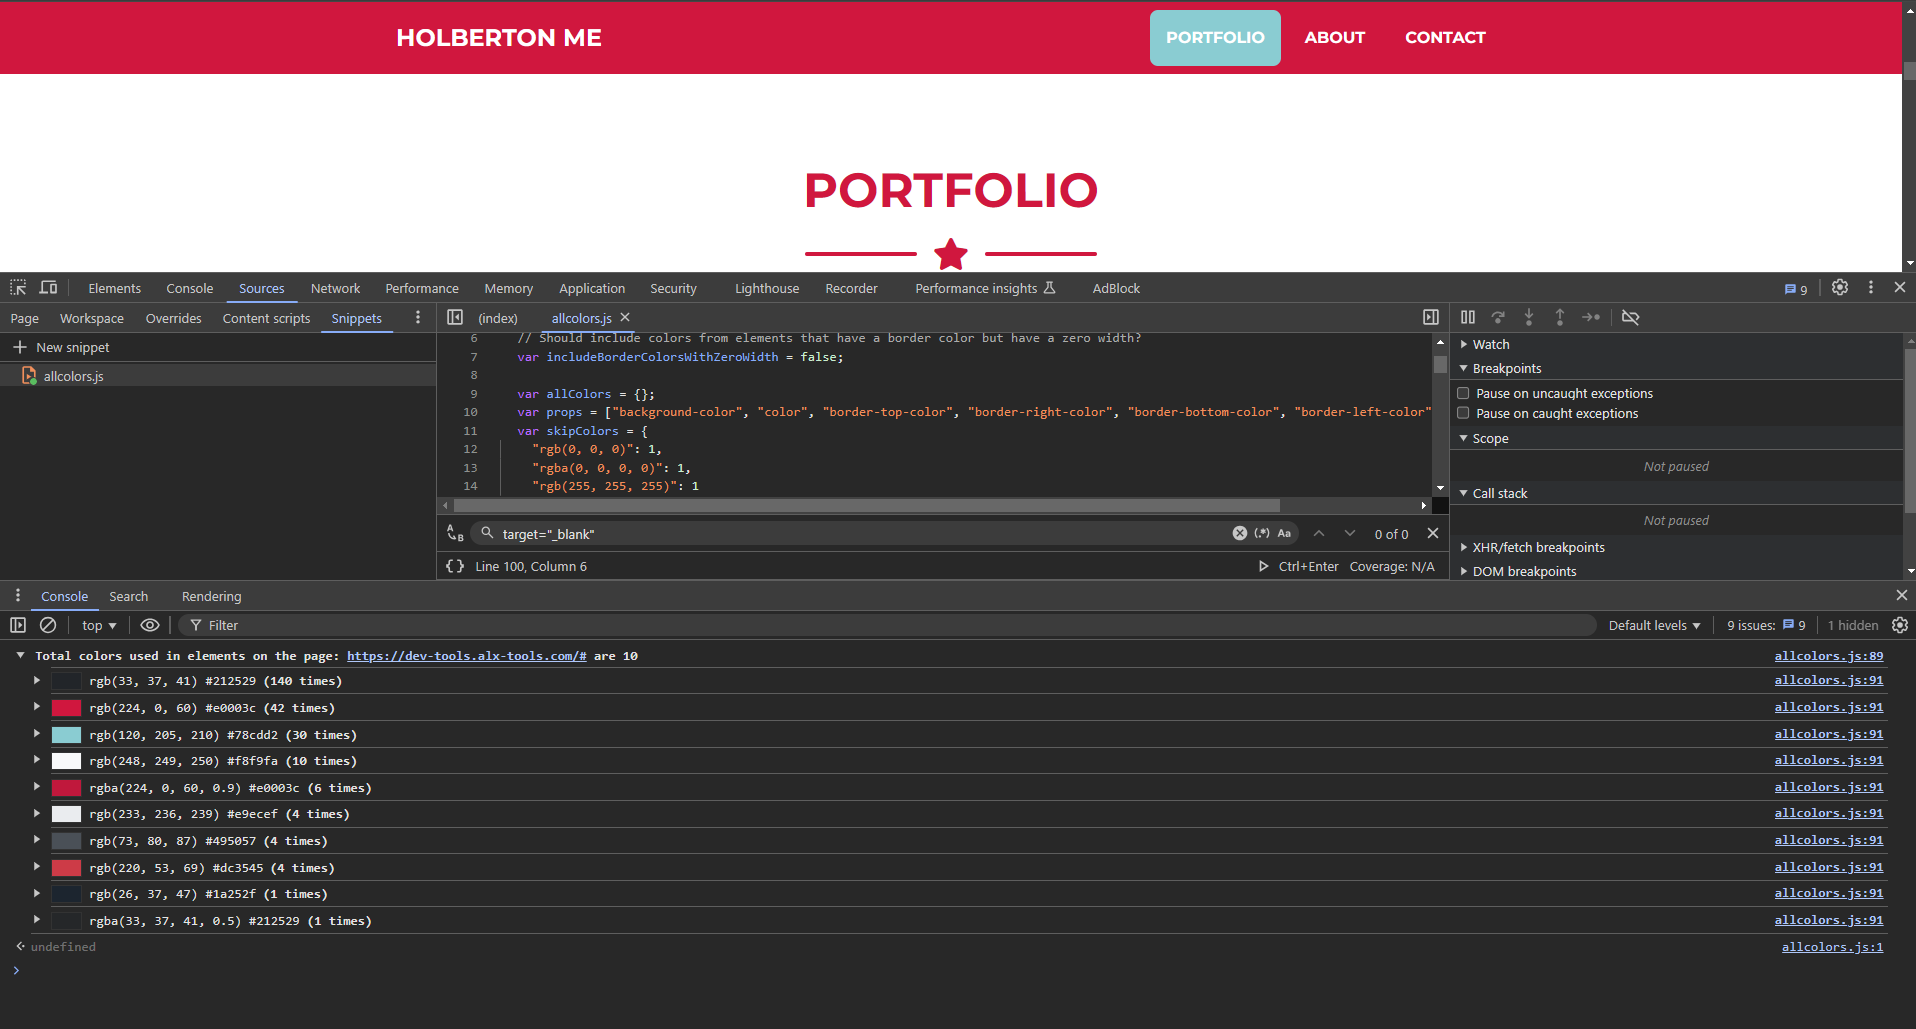 HOLBERTON ME PORTFOLIO ABOUT CONTACT
PORTFOLIO
Elements Console Sources Network Performance Memory Application Security Lighthouse Recorder Performance insights AdBlock 9
Page Workspace Overrides Content scripts Snippets
(index) allcolors.js
New snippet
allcolors.js
6 // Should include colors from elements that have a border color but have a zero width?
7 var includeBorderColorsWithZeroWidth = false;
8
9 var allColors = {};
10 var props = ["background-color", "color", "border-top-color", "border-right-color", "border-bottom-color", "border-left-color"
11 var skipColors = {
12 "rgb(0, 0, 0)": 1,
13 "rgba(0, 0, 0, 0)": 1,
14 "rgb(255, 255, 255)": 1
A B target="_blank" (.*) Aa 0 of 0
{} Line 100, Column 6 Ctrl+Enter Coverage: N/A
Watch
Breakpoints
Pause on uncaught exceptions
Pause on caught exceptions
Scope
Not paused
Call stack
Not paused
XHR/fetch breakpoints
DOM breakpoints
Console Search Rendering
top Filter Default levels 9 issues: 9 1 hidden
Total colors used in elements on the page: https://dev-tools.alx-tools.com/# are 10 allcolors.js:89
rgb(33, 37, 41) #212529 (140 times) allcolors.js:91
rgb(224, 0, 60) #e0003c (42 times) allcolors.js:91
rgb(120, 205, 210) #78cdd2 (30 times) allcolors.js:91
rgb(248, 249, 250) #f8f9fa (10 times) allcolors.js:91
rgba(224, 0, 60, 0.9) #e0003c (6 times) allcolors.js:91
rgb(233, 236, 239) #e9ecef (4 times) allcolors.js:91
rgb(73, 80, 87) #495057 (4 times) allcolors.js:91
rgb(220, 53, 69) #dc3545 (4 times) allcolors.js:91
rgb(26, 37, 47) #1a252f (1 times) allcolors.js:91
rgba(33, 37, 41, 0.5) #212529 (1 times) allcolors.js:91
undefined allcolors.js:1